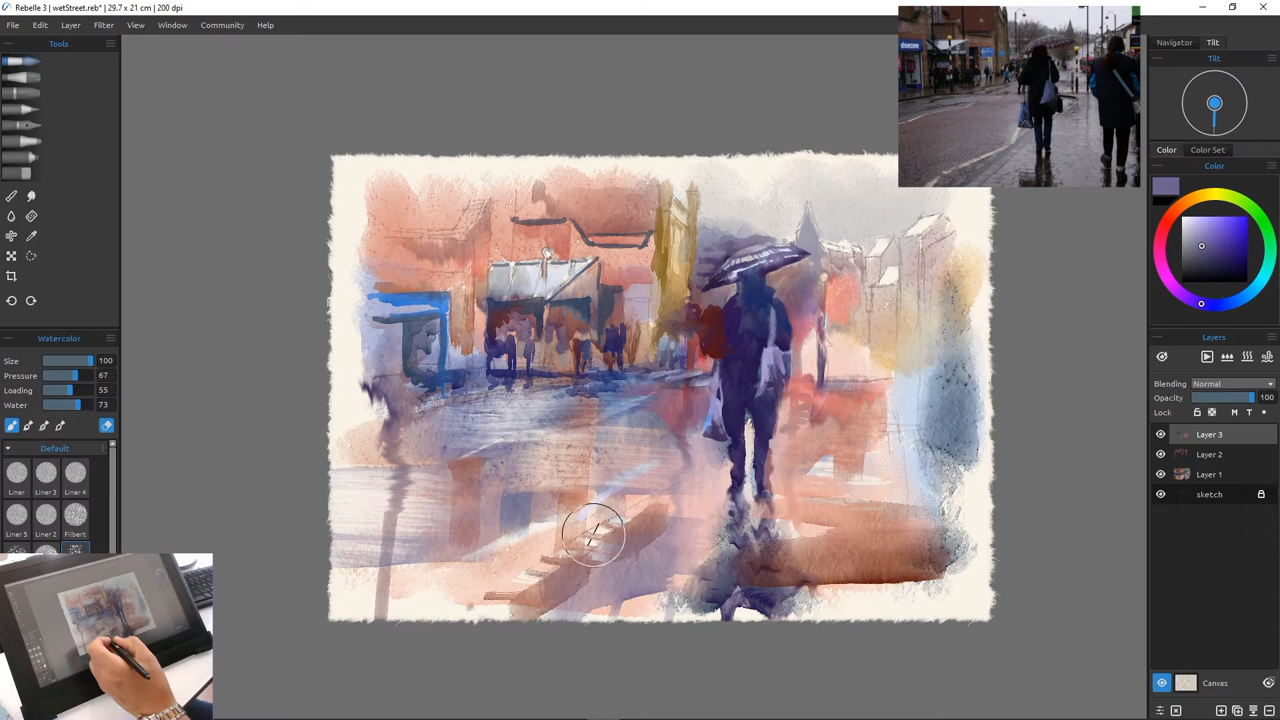 Rebelle 3 | wetStreet.reb* | 29.7 x 21 cm | 200 dpi
File Edit Layer Filter View Window Community Help
Tools
shoezone
Navigator Tilt
Tilt
Color Color Set
Color
Watercolor
Size 100
Pressure 67
Loading 55
Water 73
Default
Liner Liner 3 Liner 4
Liner 5 Liner 2 Filbert
Layers
Blending Normal
Opacity 100
Lock M T
Layer 3
Layer 2
Layer 1
sketch
Canvas